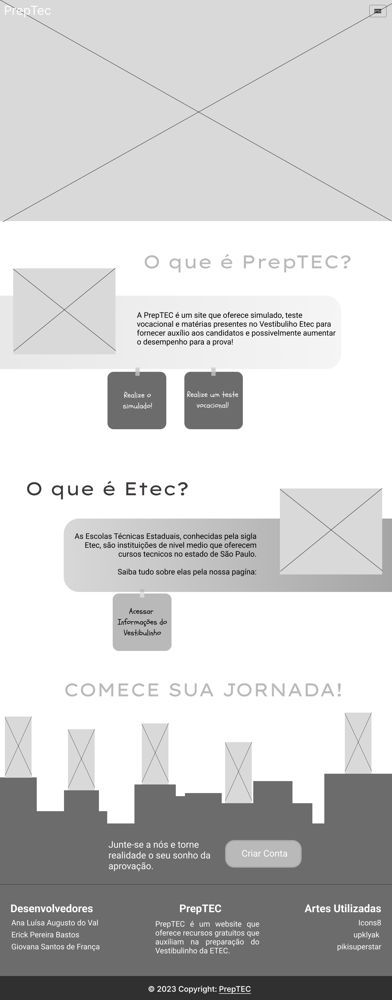 PrepTec
O que é PrepTEC?
A PrepTEC é um site que oferece simulado, teste
vocacional e matérias presentes no Vestibuliho Etec para
fornecer auxílio aos candidatos e possivelmente aumentar
o desempenho para a prova!
Realize o
simulado!
Realize um teste
vocacional!
O que é Etec?
As Escolas Técnicas Estaduais, conhecidas pela sigla
Etec, são instituições de nivel medio que oferecem
cursos tecnicos no estado de São Paulo.
Saiba tudo sobre elas pela nossa pagína:
Acessar
Informações do
Vestibulinho
COMECE SUA JORNADA!
Junte-se a nós e torne
realidade o seu sonho da
aprovação.
Criar Conta
Desenvolvedores
Ana Luísa Augusto do Val
Erick Pereira Bastos
Giovana Santos de França
PrepTEC
PrepTEC é um website que
oferece recursos gratuitos que
auxiliam na preparação do
Vestibulinho da ETEC.
Artes Utilizadas
Icons8
upklyak
pikisuperstar
© 2023 Copyright: PrepTEC